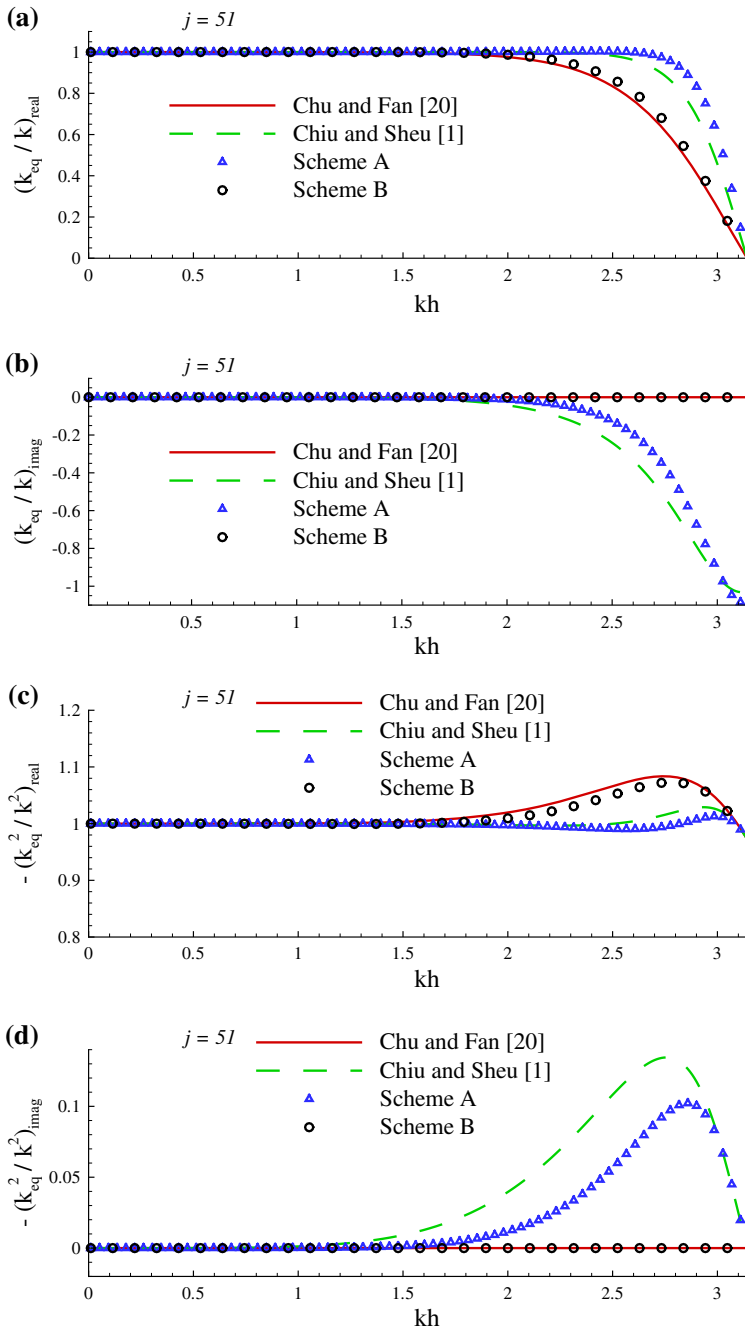 (a)
j = 51
1
0.8
0.6
0.4
0.2
0
(k_eq / k)_real
Chu and Fan [20]
Chiu and Sheu [1]
Scheme A
Scheme B
0 0.5 1 1.5 2 2.5 3
kh
(b)
j = 51
0
-0.2
-0.4
-0.6
-0.8
-1
(k_eq / k)_imag
Chu and Fan [20]
Chiu and Sheu [1]
Scheme A
Scheme B
0.5 1 1.5 2 2.5 3
kh
(c)
j = 51
1.2
1.1
1
0.9
0.8
- (k_eq^2 / k^2)_real
Chu and Fan [20]
Chiu and Sheu [1]
Scheme A
Scheme B
0 0.5 1 1.5 2 2.5 3
kh
(d)
j = 51
0.1
0.05
0
- (k_eq^2 / k^2)_imag
Chu and Fan [20]
Chiu and Sheu [1]
Scheme A
Scheme B
0 0.5 1 1.5 2 2.5 3
kh